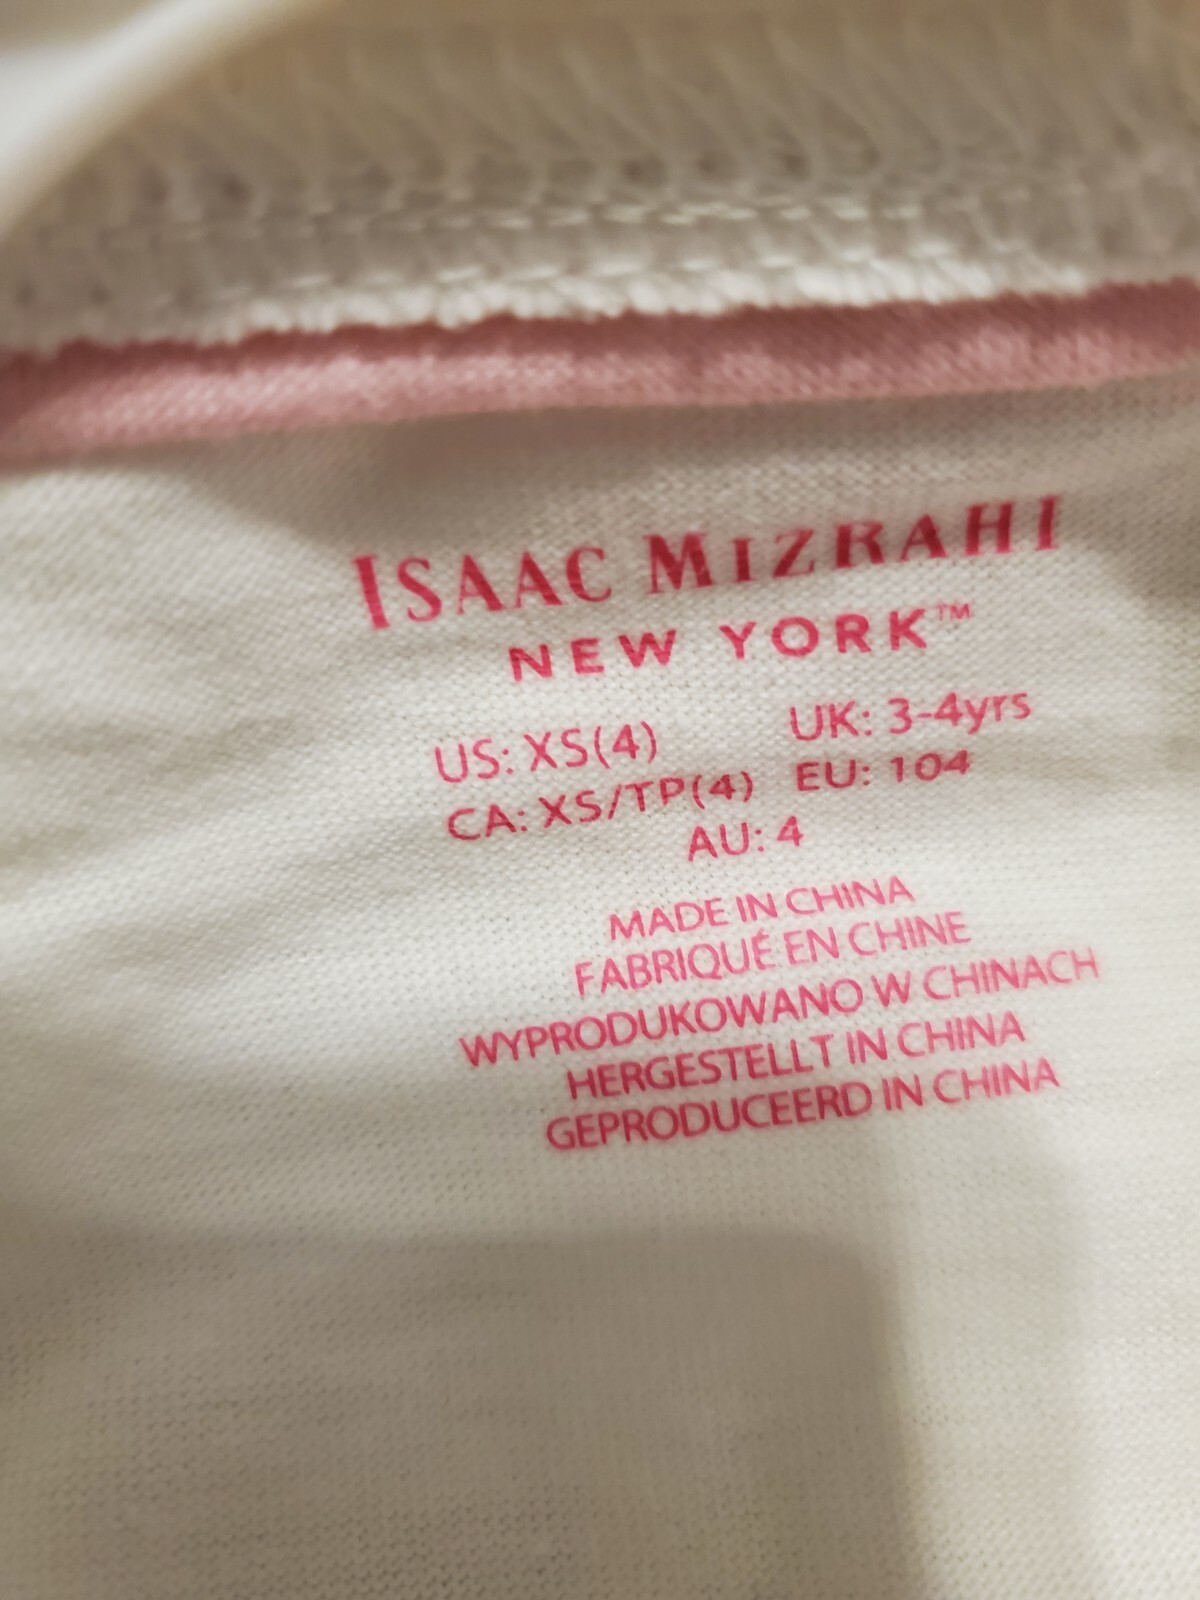 ISAAC MIZRAHI
NEW YORK™
US: XS(4) UK: 3-4yrs
CA: XS/TP(4) EU: 104
AU: 4
MADE IN CHINA
FABRIQUÉ EN CHINE
WYPRODUKOWANO W CHINACH
HERGESTELLT IN CHINA
GEPRODUCEERD IN CHINA